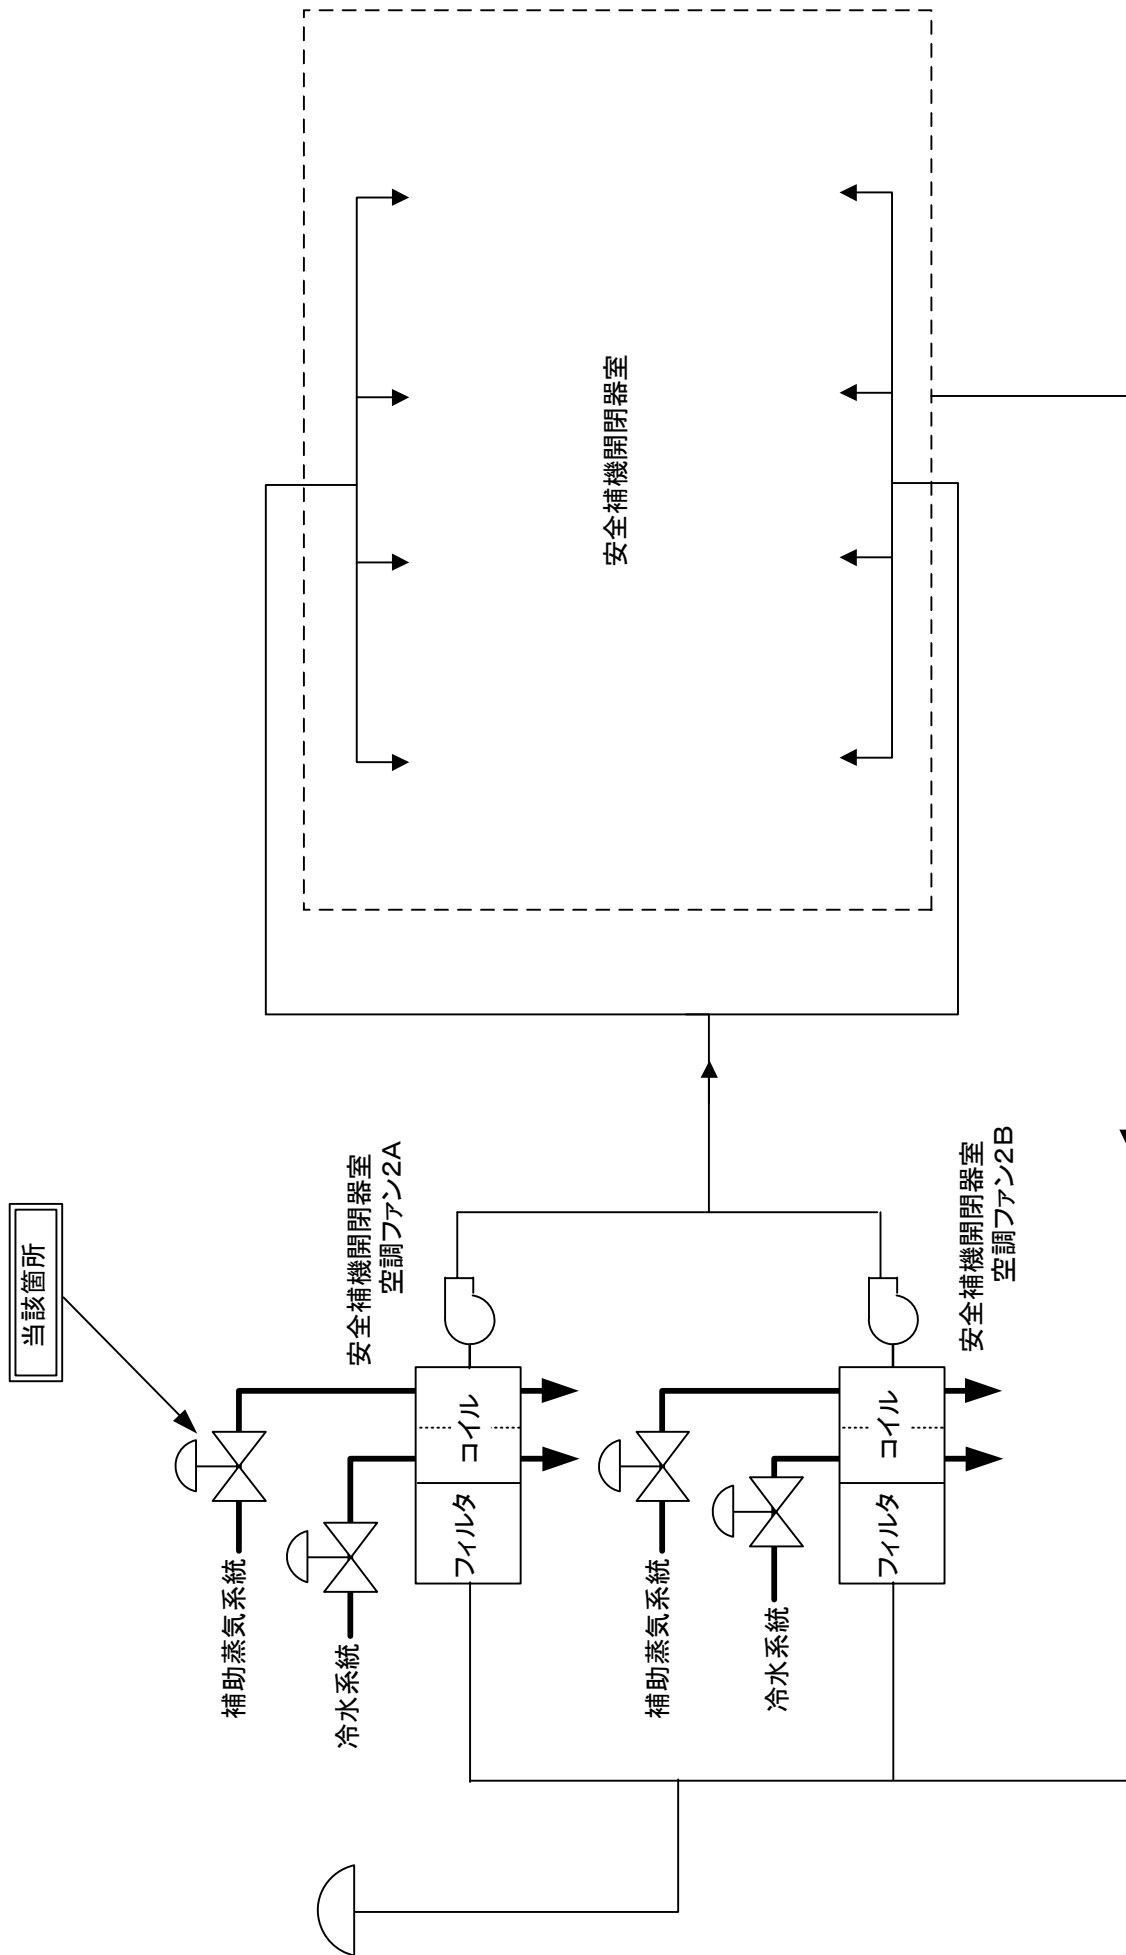 当該箇所
補助蒸気系統
冷水系統
フィルタ
コイル
安全補機開閉器室
空調ファン2A
補助蒸気系統
冷水系統
フィルタ
コイル
安全補機開閉器室
空調ファン2B
安全補機開閉器室